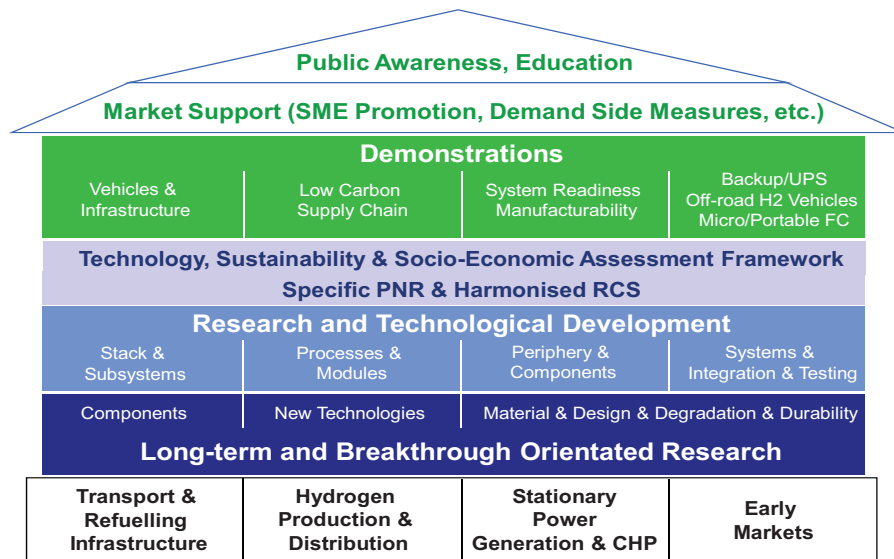 Public Awareness, Education
Market Support (SME Promotion, Demand Side Measures, etc.)
Demonstrations
Vehicles &
Infrastructure
Low Carbon
Supply Chain
System Readiness
Manufacturability
Backup/UPS
Off-road H2 Vehicles
Micro/Portable FC
Technology, Sustainability & Socio-Economic Assessment Framework
Specific PNR & Harmonised RCS
Research and Technological Development
Stack &
Subsystems
Processes &
Modules
Periphery &
Components
Systems &
Integration & Testing
Components
New Technologies
Material & Design & Degradation & Durability
Long-term and Breakthrough Orientated Research
Transport &
Refuelling
Infrastructure
Hydrogen
Production &
Distribution
Stationary
Power
Generation & CHP
Early
Markets